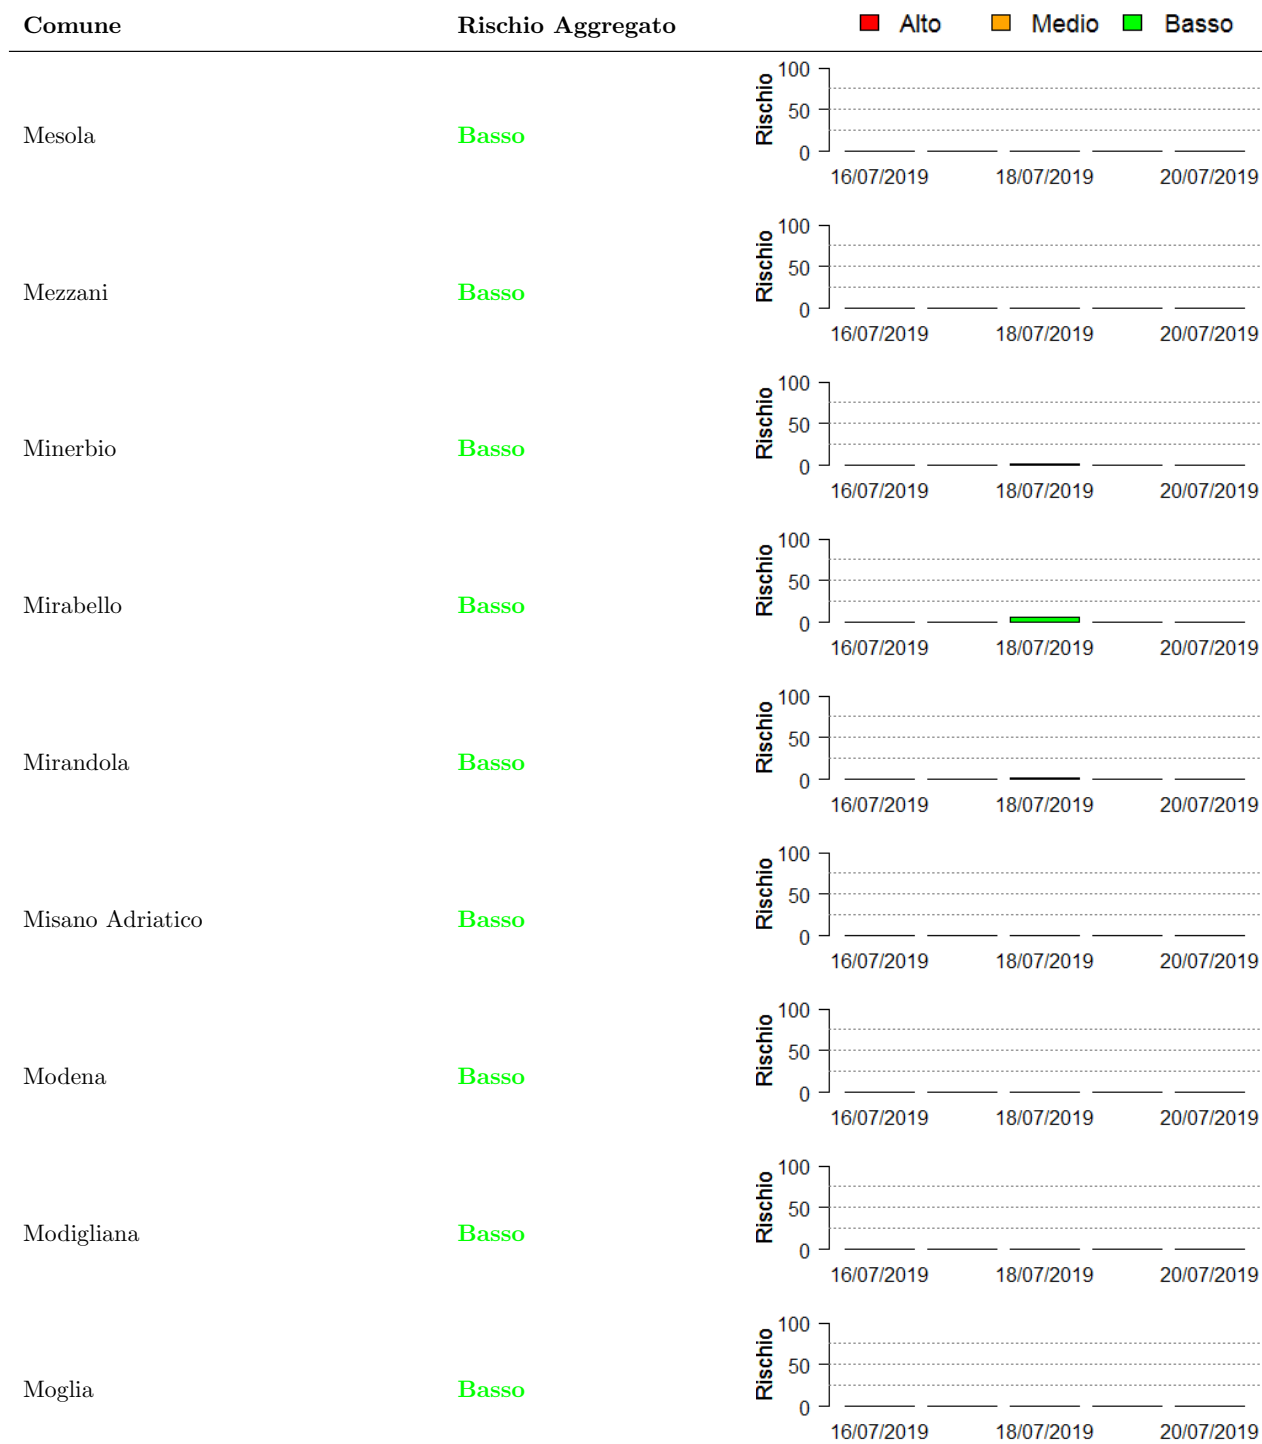 Comune Rischio Aggregato Alto Medio Basso
100
50
0
Rischio
Mesola Basso
16/07/2019 18/07/2019 20/07/2019
100
50
0
Rischio
Mezzani Basso
16/07/2019 18/07/2019 20/07/2019
100
50
0
Rischio
Minerbio Basso
16/07/2019 18/07/2019 20/07/2019
100
50
0
Rischio
Mirabello Basso
16/07/2019 18/07/2019 20/07/2019
100
50
0
Rischio
Mirandola Basso
16/07/2019 18/07/2019 20/07/2019
100
50
0
Rischio
Misano Adriatico Basso
16/07/2019 18/07/2019 20/07/2019
100
50
0
Rischio
Modena Basso
16/07/2019 18/07/2019 20/07/2019
100
50
0
Rischio
Modigliana Basso
16/07/2019 18/07/2019 20/07/2019
100
50
0
Rischio
Moglia Basso
16/07/2019 18/07/2019 20/07/2019